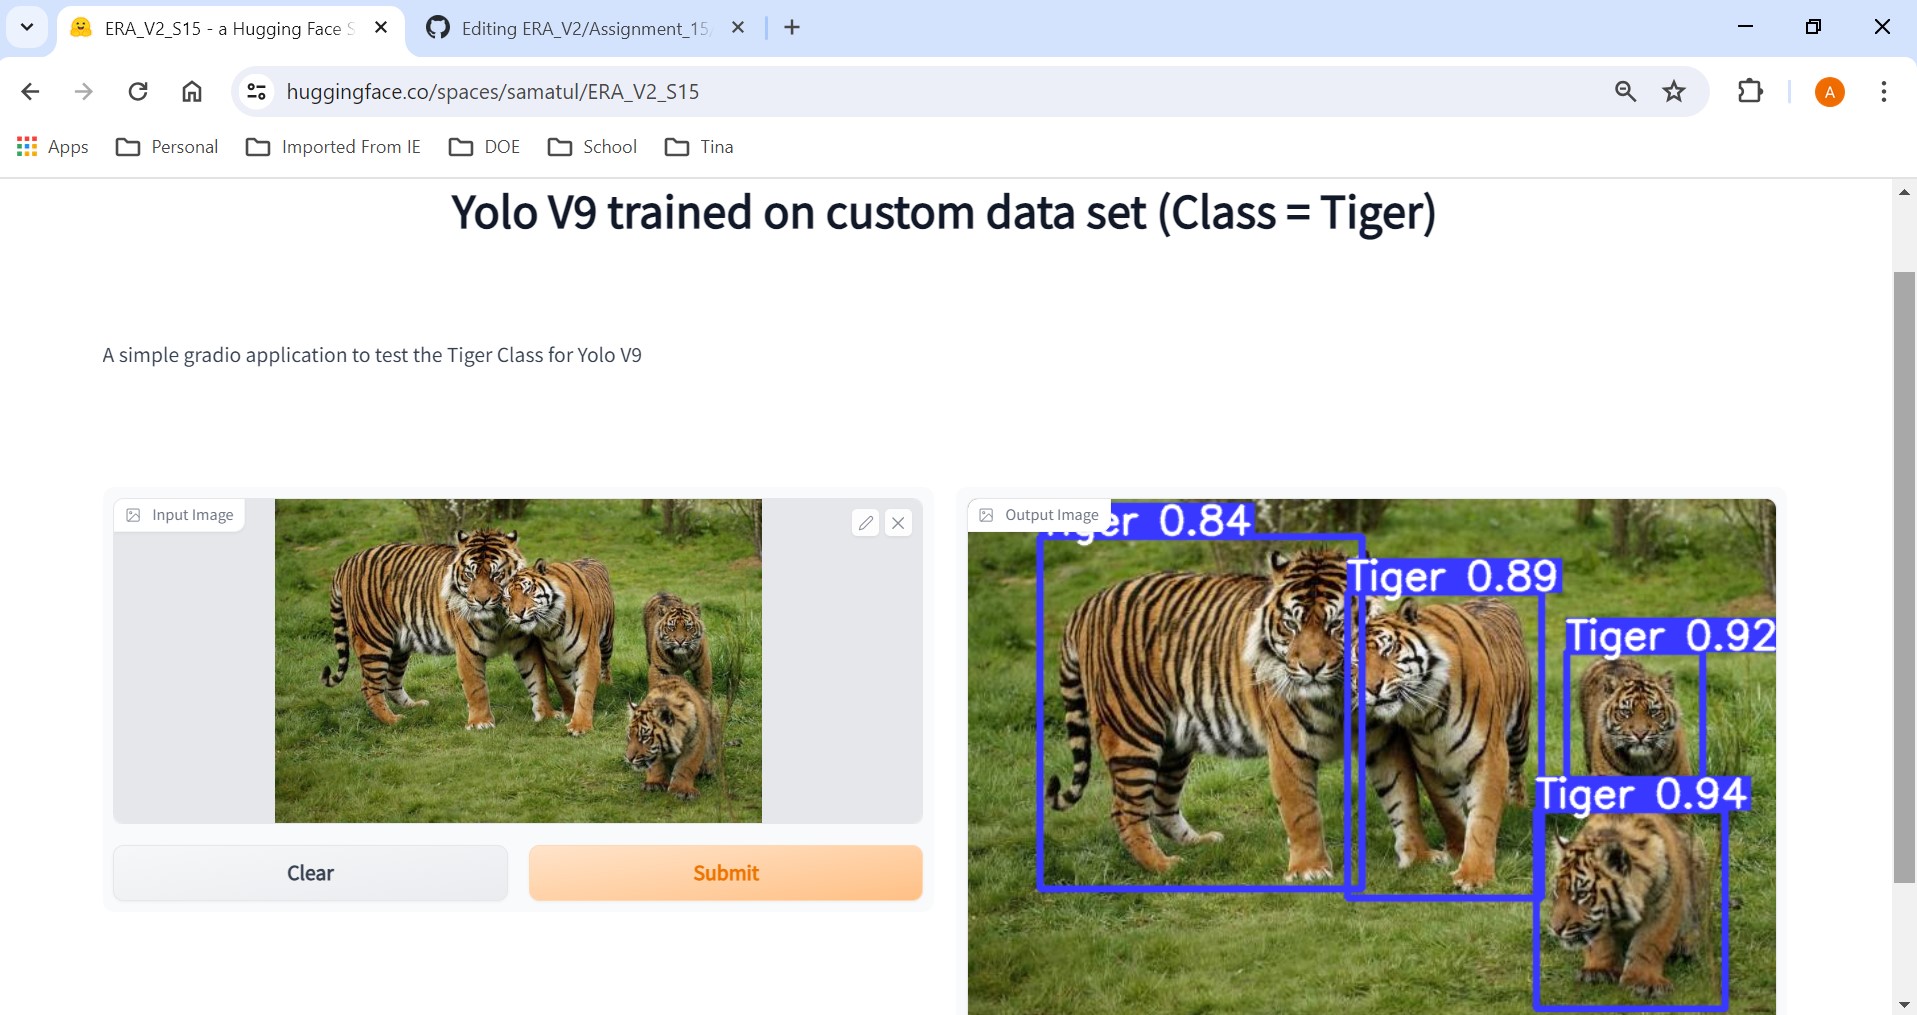 ERA_V2_S15 - a Hugging Face S
Editing ERA_V2/Assignment_15/
huggingface.co/spaces/samatul/ERA_V2_S15
A
Apps
Personal
Imported From IE
DOE
School
Tina
Yolo V9 trained on custom data set (Class = Tiger)
A simple gradio application to test the Tiger Class for Yolo V9
Input Image
Output Image
0.84
Tiger 0.89
Tiger 0.92
Tiger 0.94
Clear
Submit